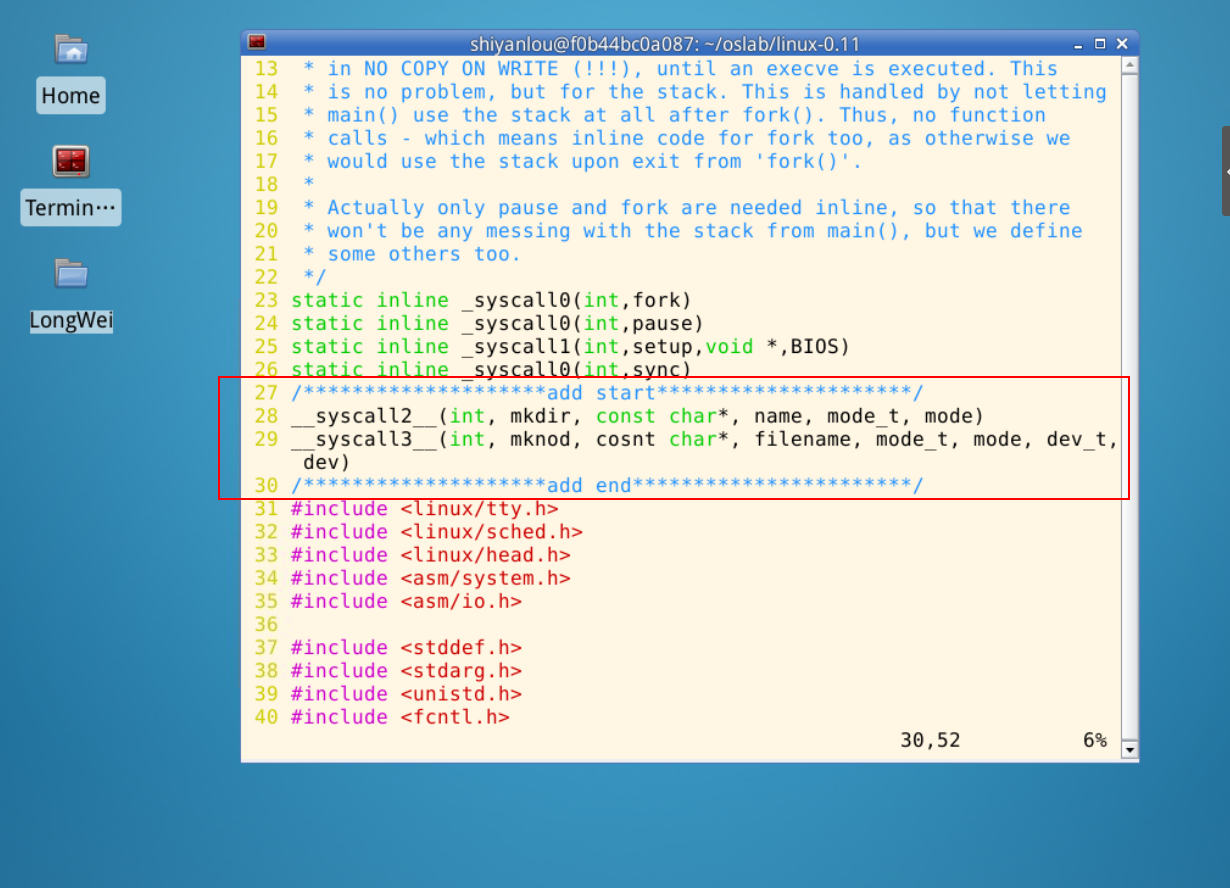 Home
Termin···
LongWei
shiyanlou@f0b44bc0a087: ~/oslab/linux-0.11
13  * in NO COPY ON WRITE (!!!), until an execve is executed. This
14  * is no problem, but for the stack. This is handled by not letting
15  * main() use the stack at all after fork(). Thus, no function
16  * calls - which means inline code for fork too, as otherwise we
17  * would use the stack upon exit from 'fork()'.
18  *
19  * Actually only pause and fork are needed inline, so that there
20  * won't be any messing with the stack from main(), but we define
21  * some others too.
22  */
23 static inline _syscall0(int,fork)
24 static inline _syscall0(int,pause)
25 static inline _syscall1(int,setup,void *,BIOS)
26 static inline _syscall0(int,sync)
27 /********************add start*********************/
28 __syscall2__(int, mkdir, const char*, name, mode_t, mode)
29 __syscall3__(int, mknod, cosnt char*, filename, mode_t, mode, dev_t,
dev)
30 /********************add end***********************/
31 #include <linux/tty.h>
32 #include <linux/sched.h>
33 #include <linux/head.h>
34 #include <asm/system.h>
35 #include <asm/io.h>
36
37 #include <stddef.h>
38 #include <stdarg.h>
39 #include <unistd.h>
40 #include <fcntl.h>
30,52 6%